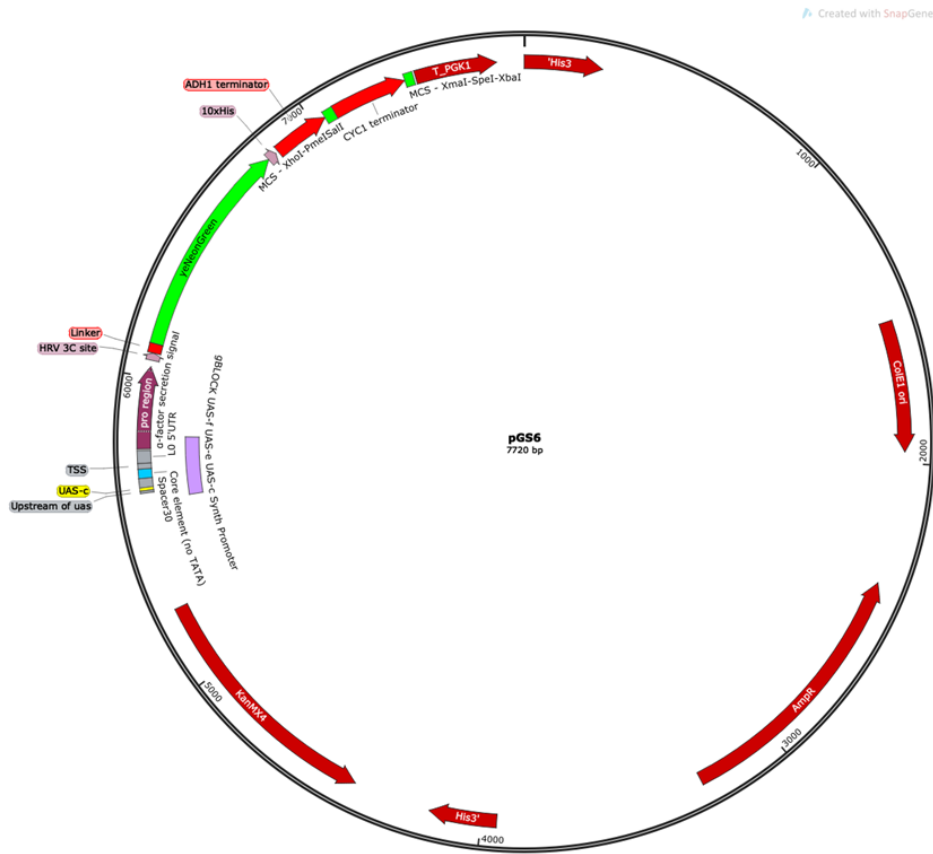 Created with SnapGene
'His3
T_PGK1
MCS - XmaI-SpeI-XbaI
CYC1 terminator
ADH1 terminator
7000
10xHis
MCS - XhoI-PmeISalI
1000
yeNeonGreen
Linker
HRV 3C site
6000
pro region
α-factor secretion signal
L0 5'UTR
gBLOCK UAS-f UAS-e UAS-c Synth Promoter
ColE1 ori
pGS6
7720 bp
2000
TSS
UAS-c
Upstream of uas
Core element (no TATA)
Spacer30
KanMX4
5000
AmpR
3000
His3'
4000